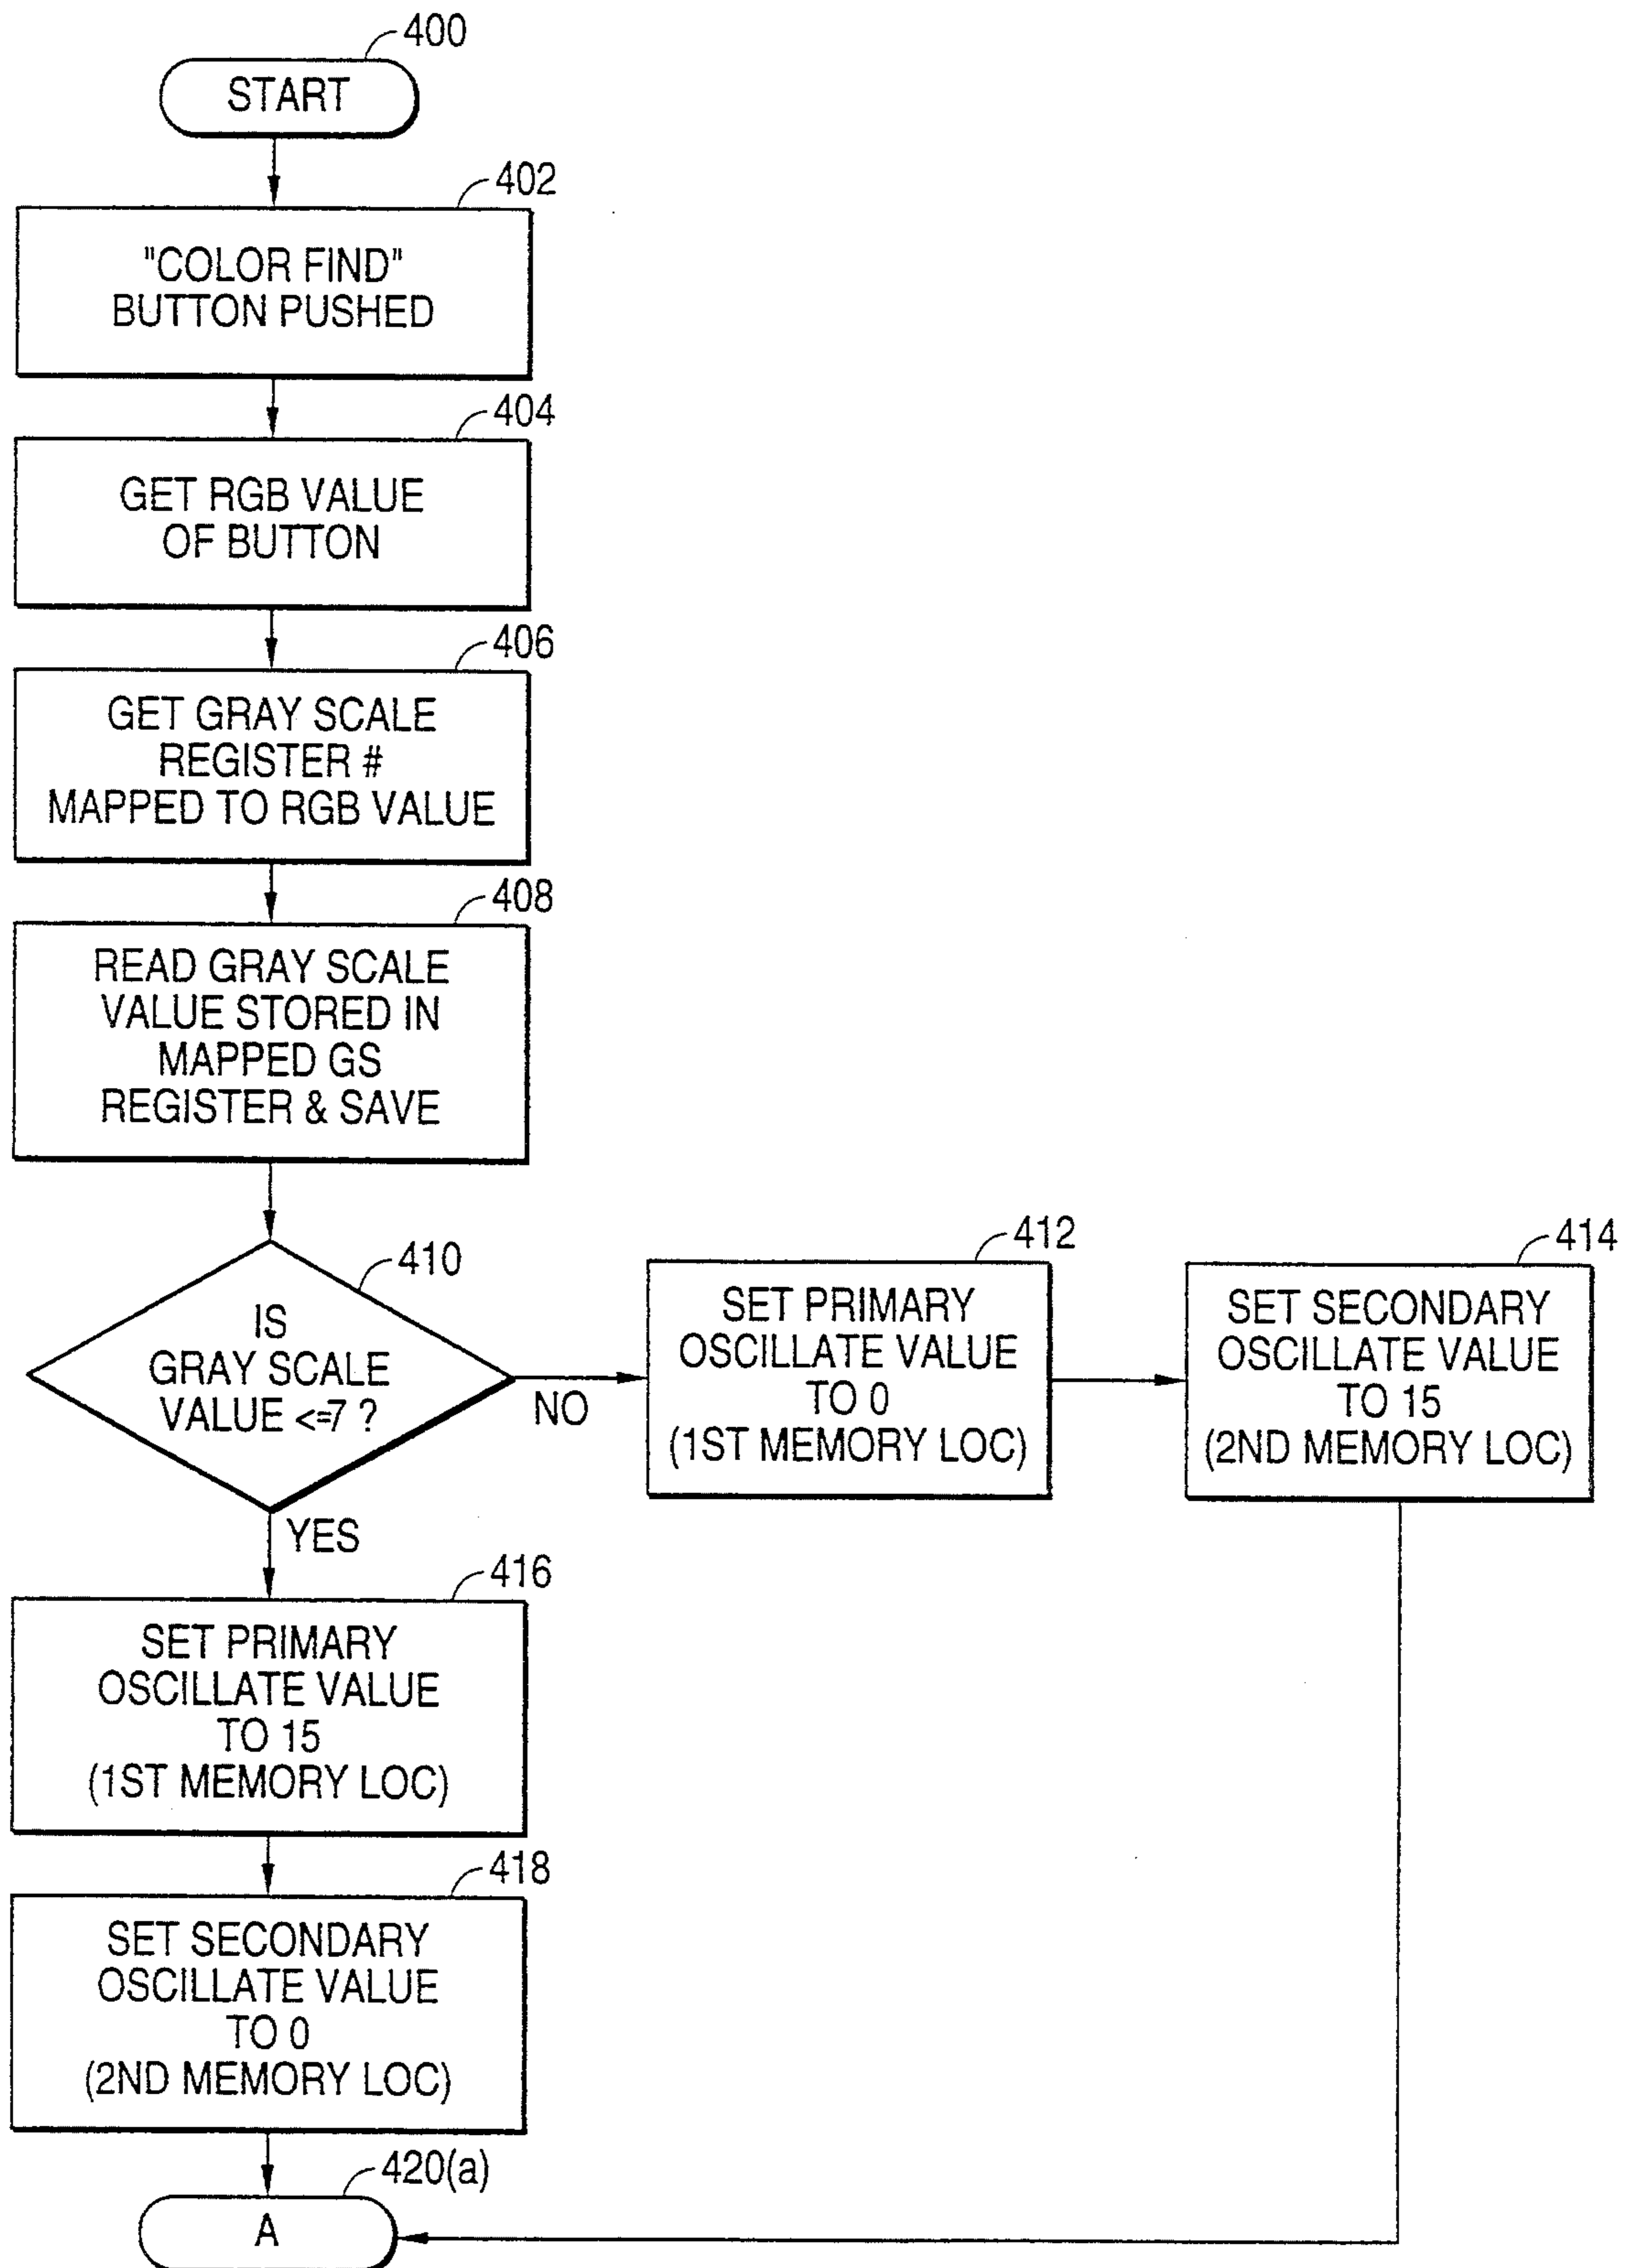 400
START
402
"COLOR FIND"
BUTTON PUSHED
404
GET RGB VALUE
OF BUTTON
406
GET GRAY SCALE
REGISTER #
MAPPED TO RGB VALUE
408
READ GRAY SCALE
VALUE STORED IN
MAPPED GS
REGISTER & SAVE
410
IS
GRAY SCALE
VALUE <=7 ?
NO
412
SET PRIMARY
OSCILLATE VALUE
TO 0
(1ST MEMORY LOC)
414
SET SECONDARY
OSCILLATE VALUE
TO 15
(2ND MEMORY LOC)
YES
416
SET PRIMARY
OSCILLATE VALUE
TO 15
(1ST MEMORY LOC)
418
SET SECONDARY
OSCILLATE VALUE
TO 0
(2ND MEMORY LOC)
420(a)
A